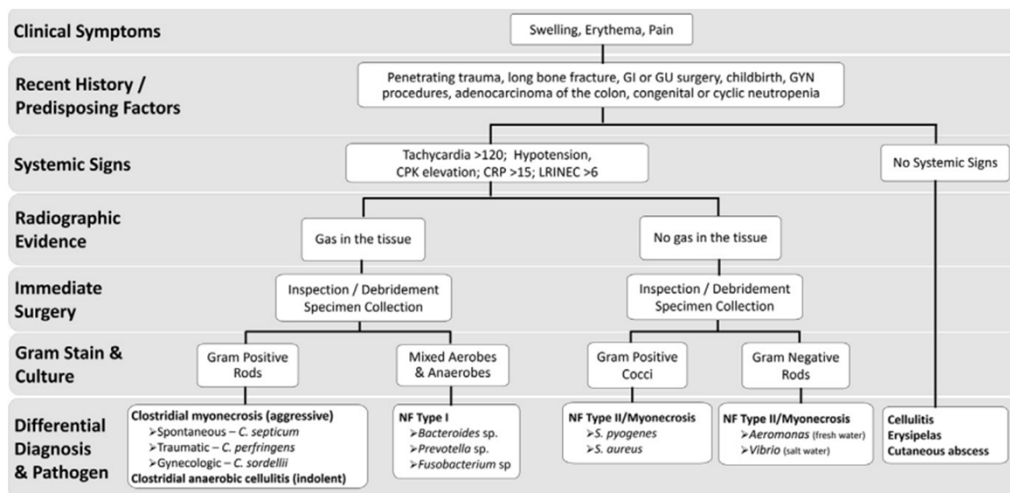 Clinical Symptoms
Swelling, Erythema, Pain
Recent History /
Predisposing Factors
Penetrating trauma, long bone fracture, GI or GU surgery, childbirth, GYN
procedures, adenocarcinoma of the colon, congenital or cyclic neutropenia
Systemic Signs
Tachycardia >120; Hypotension,
CPK elevation; CRP >15; LRINEC >6
No Systemic Signs
Radiographic
Evidence
Gas in the tissue
No gas in the tissue
Immediate
Surgery
Inspection / Debridement
Specimen Collection
Inspection / Debridement
Specimen Collection
Gram Stain &
Culture
Gram Positive
Rods
Mixed Aerobes
& Anaerobes
Gram Positive
Cocci
Gram Negative
Rods
Differential
Diagnosis
& Pathogen
Clostridial myonecrosis (aggressive)
➢Spontaneous – C. septicum
➢Traumatic – C. perfringens
➢Gynecologic – C. sordellii
Clostridial anaerobic cellulitis (indolent)
NF Type I
➢Bacteroides sp.
➢Prevotella sp.
➢Fusobacterium sp
NF Type II/Myonecrosis
➢S. pyogenes
➢S. aureus
NF Type II/Myonecrosis
➢Aeromonas (fresh water)
➢Vibrio (salt water)
Cellulitis
Erysipelas
Cutaneous abscess